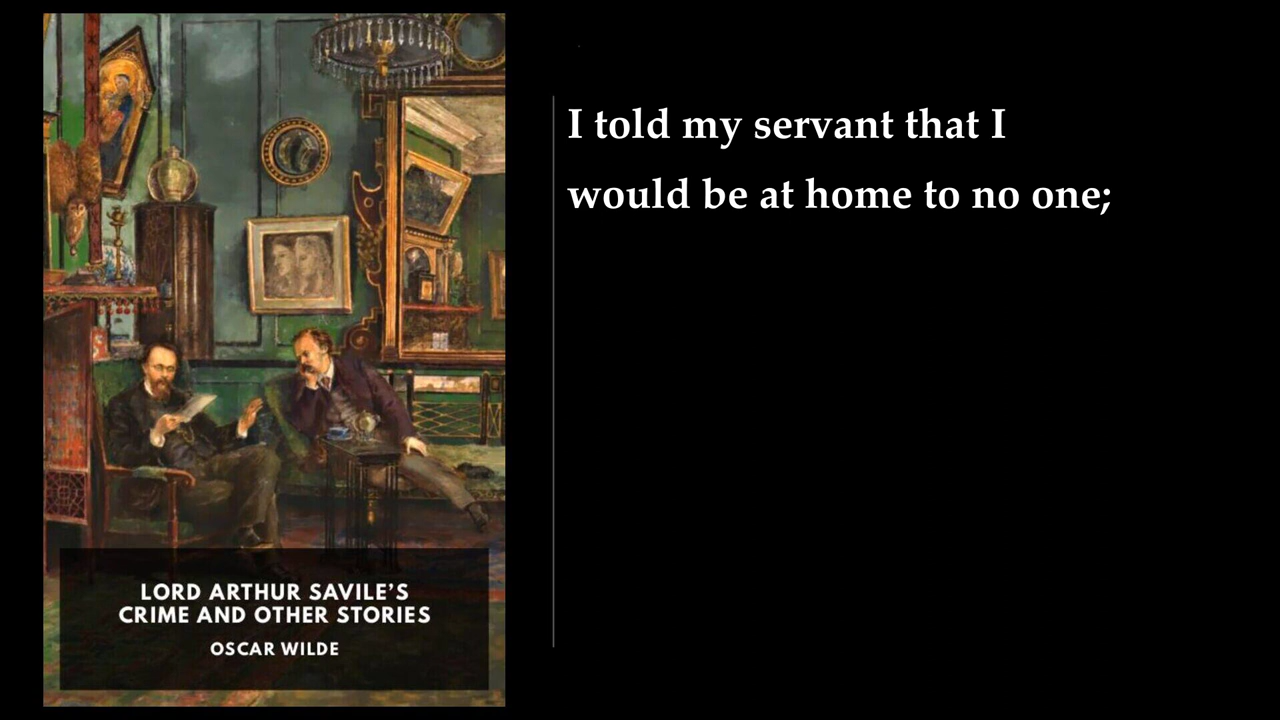 LORD ARTHUR SAVILE’S
CRIME AND OTHER STORIES
OSCAR WILDE
I told my servant that I
would be at home to no one;